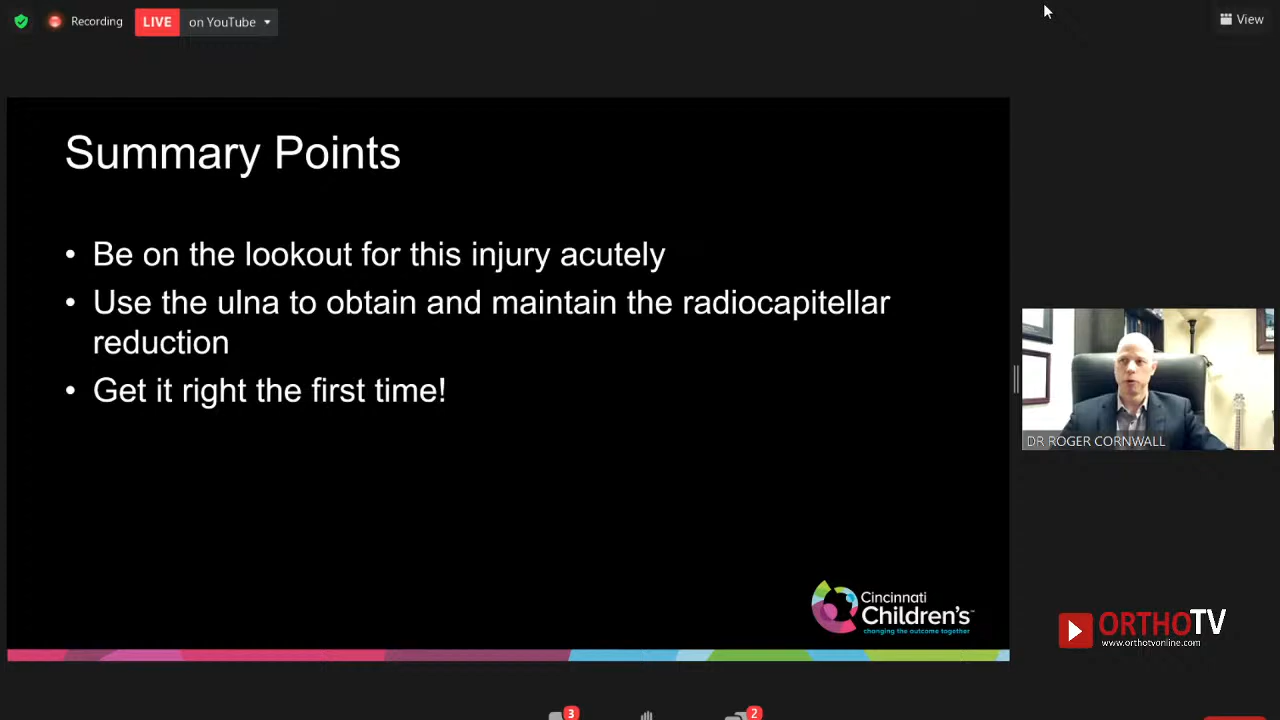 Recording
LIVE on YouTube
View
Summary Points
• Be on the lookout for this injury acutely
• Use the ulna to obtain and maintain the radiocapitellar
reduction
• Get it right the first time!
DR ROGER CORNWALL
Cincinnati
Children's™
changing the outcome together
ORTHOTV
www.orthotvonline.com
3
2